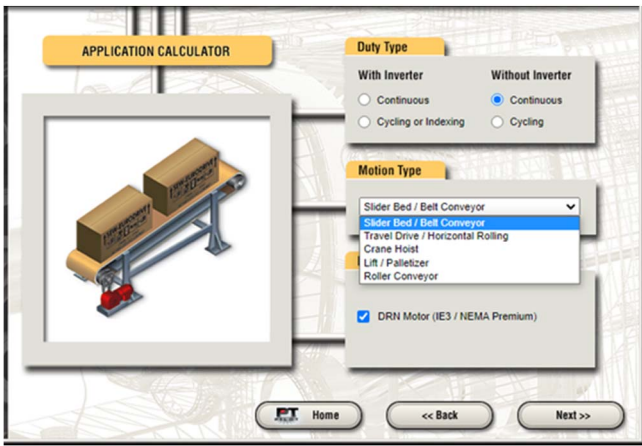 APPLICATION CALCULATOR
Duty Type
With Inverter
Without Inverter
Continuous
Continuous
Cycling or Indexing
Cycling
Motion Type
Slider Bed / Belt Conveyor
Slider Bed / Belt Conveyor
Travel Drive / Horizontal Rolling
Crane Hoist
Lift / Palletizer
Roller Conveyor
DRN Motor (IE3 / NEMA Premium)
PT
Home
<< Back
Next >>